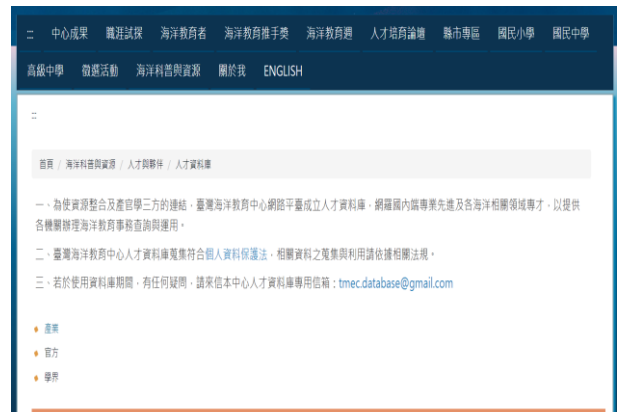 :: 中心成果 職涯試探 海洋教育者 海洋教育推手獎 海洋教育週 人才培育論壇 縣市專區 國民小學 國民中學
高級中學 徵選活動 海洋科普與資源 關於我 ENGLISH
::
首頁 / 海洋科普與資源 / 人才與夥伴 / 人才資料庫
一、為使資源整合及產官學三方的連結，臺灣海洋教育中心網路平臺成立人才資料庫，網羅國內端專業先進及各海洋相關領域專才，以提供
各機關辦理海洋教育事務查詢與運用。
二、臺灣海洋教育中心人才資料庫蒐集符合個人資料保護法，相關資料之蒐集與利用請依據相關法規。
三、若於使用資料庫期間，有任何疑問，請來信本中心人才資料庫專用信箱：tmec.database@gmail.com
產業
官方
學界